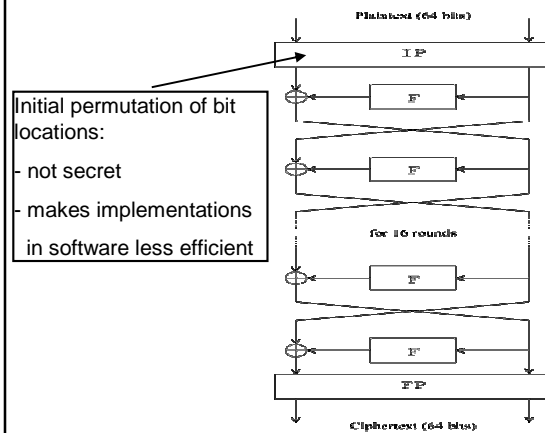 Plaintext (64 bits)
IP
Initial permutation of bit
locations:
- not secret
- makes implementations
in software less efficient
F
F
for 16 rounds
F
F
FP
Ciphertext (64 bits)